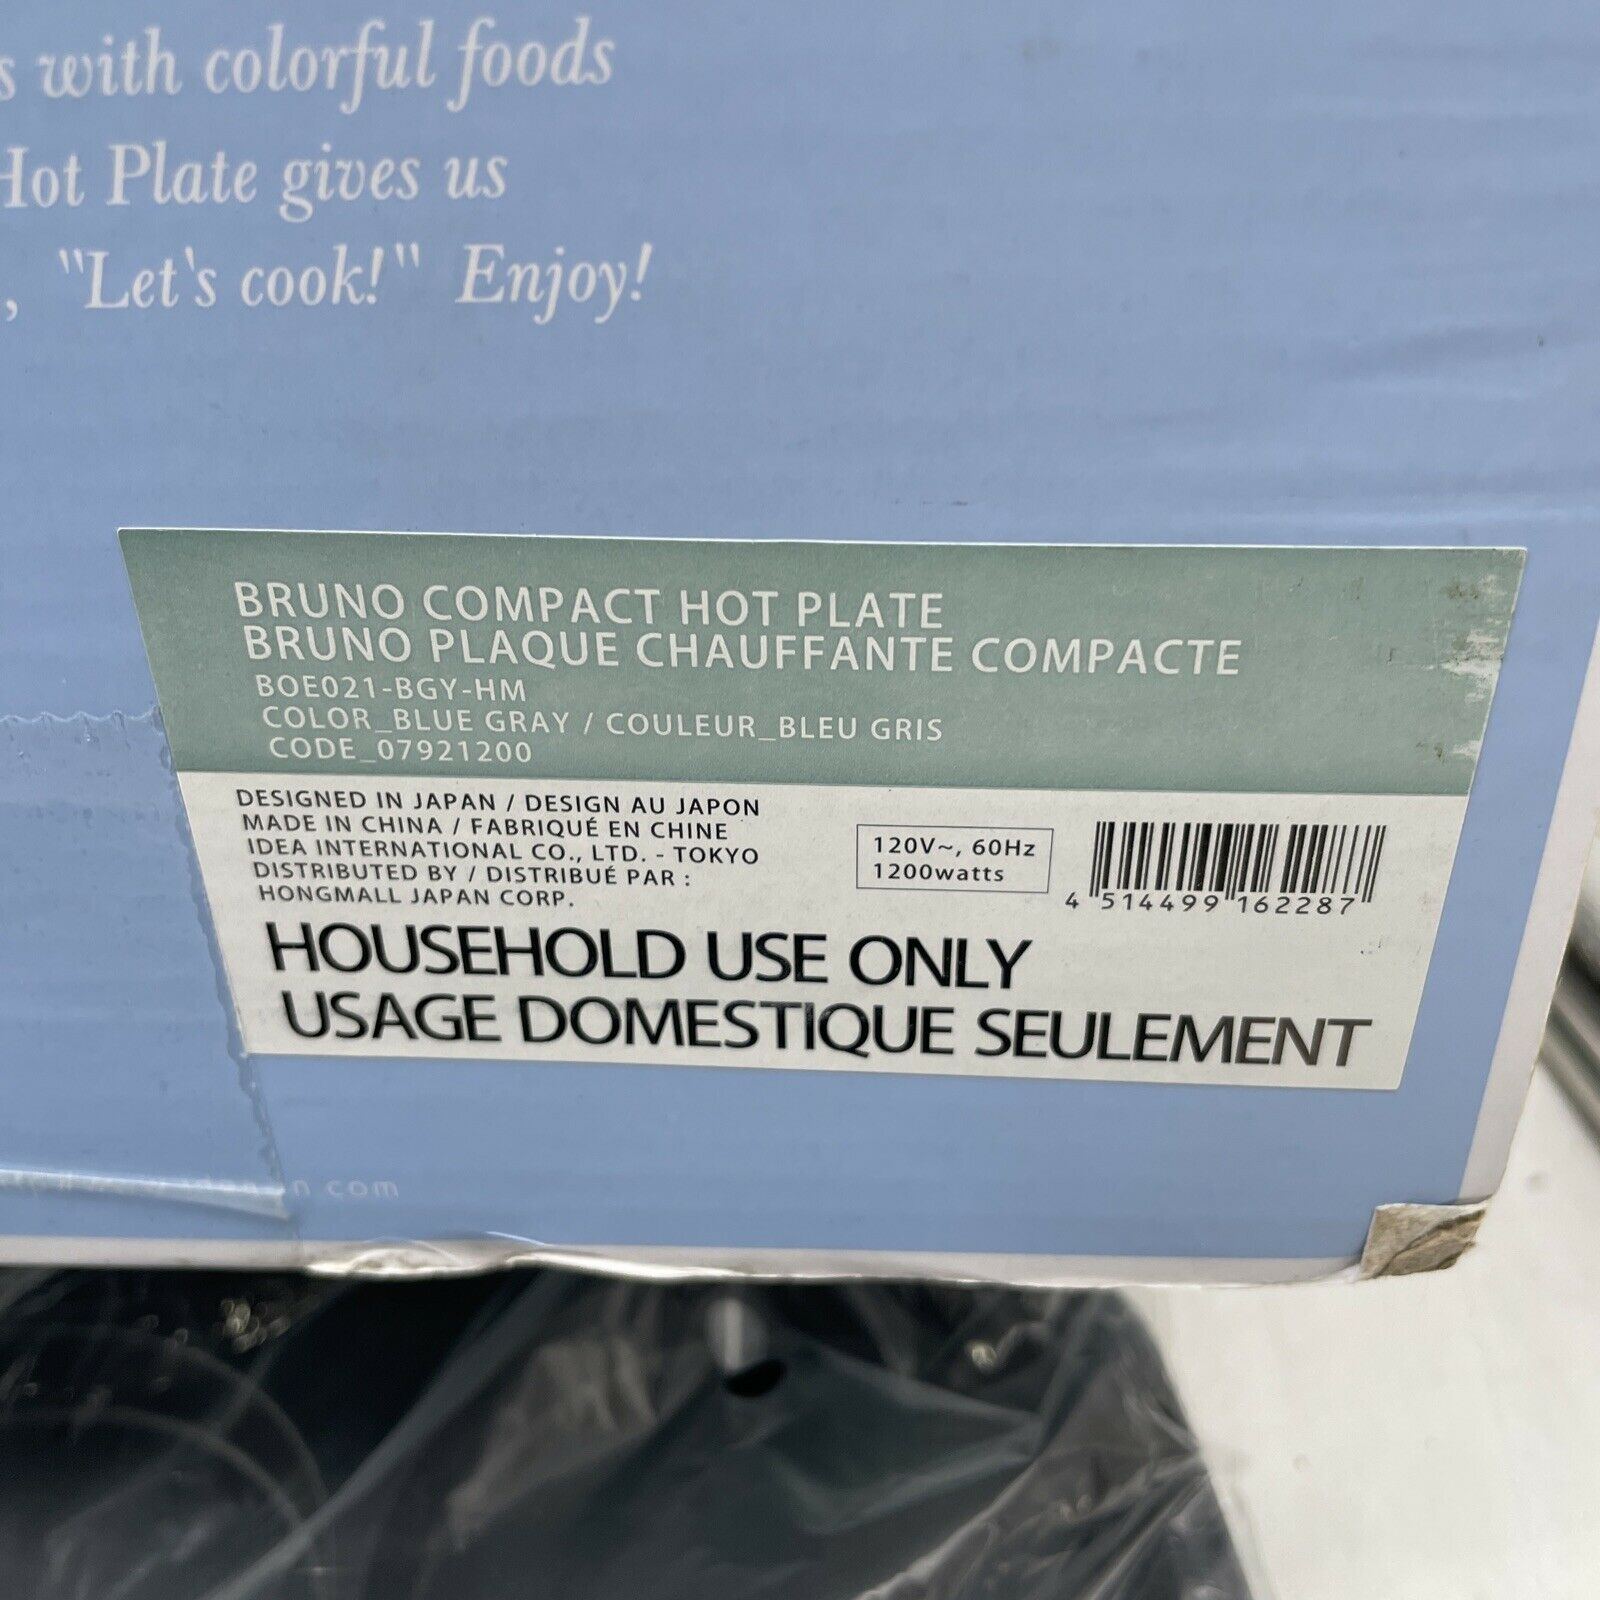 s with colorful foods
Hot Plate gives us
, "Let's cook!" Enjoy!
BRUNO COMPACT HOT PLATE
BRUNO PLAQUE CHAUFFANTE COMPACTE
BOE021-BGY-HM
COLOR_BLUE GRAY / COULEUR_BLEU GRIS
CODE_07921200
DESIGNED IN JAPAN / DESIGN AU JAPON
MADE IN CHINA / FABRIQUÉ EN CHINE
IDEA INTERNATIONAL CO., LTD. - TOKYO
DISTRIBUTED BY / DISTRIBUÉ PAR :
HONGMALL JAPAN CORP.
120V~, 60Hz
1200watts
4 514499 162287
HOUSEHOLD USE ONLY
USAGE DOMESTIQUE SEULEMENT
com